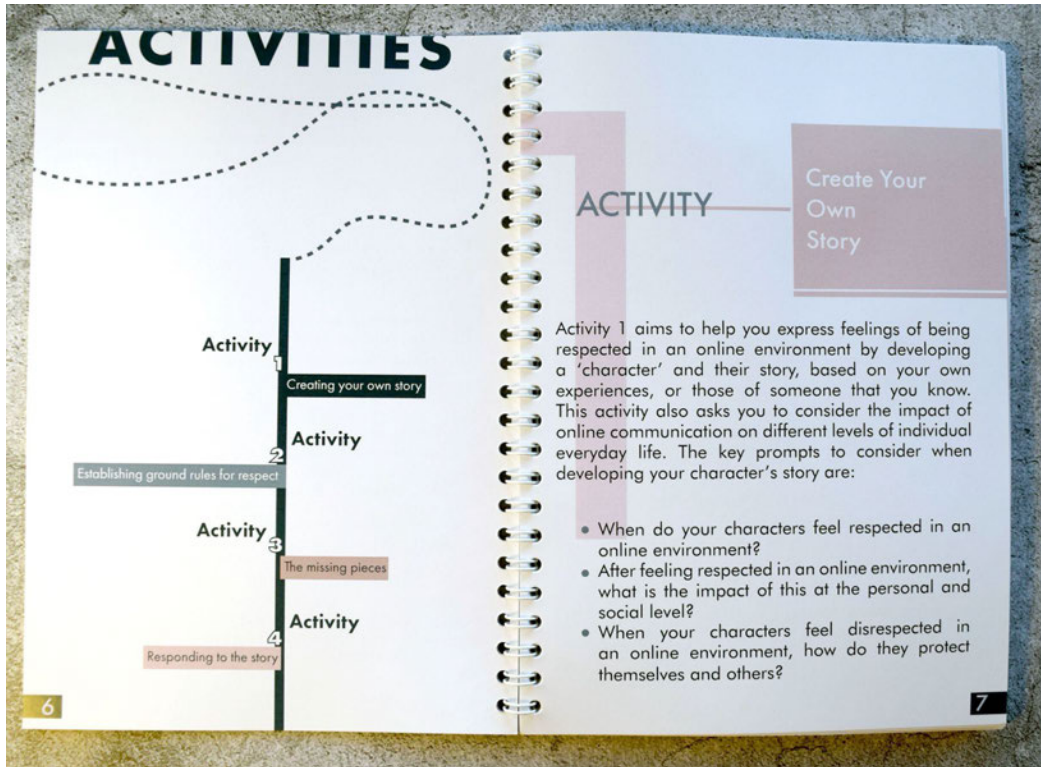 ACTIVITIES
Activity
1
Creating your own story
Activity
2
Establishing ground rules for respect
Activity
3
The missing pieces
Activity
4
Responding to the story
6
1
ACTIVITY
Create Your
Own
Story
Activity 1 aims to help you express feelings of being
respected in an online environment by developing
a ‘character’ and their story, based on your own
experiences, or those of someone that you know.
This activity also asks you to consider the impact of
online communication on different levels of individual
everyday life. The key prompts to consider when
developing your character’s story are:
• When do your characters feel respected in an
online environment?
• After feeling respected in an online environment,
what is the impact of this at the personal and
social level?
• When your characters feel disrespected in
an online environment, how do they protect
themselves and others?
7